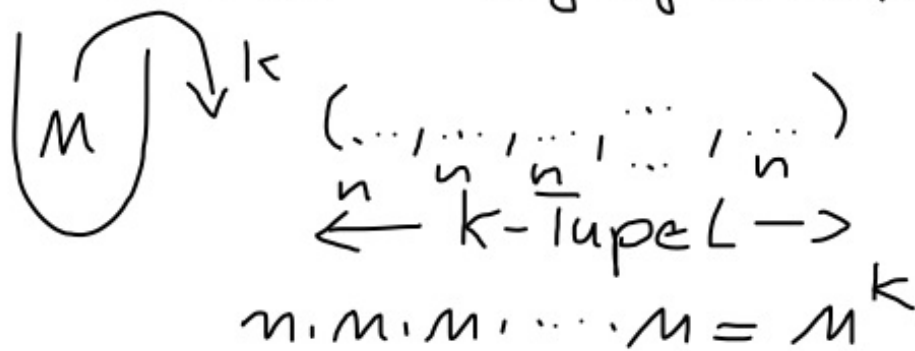 n
k
(..., ..., ..., ..., ...)
n n n n
← k-Tupel →
n·n·n·...·n = n^k